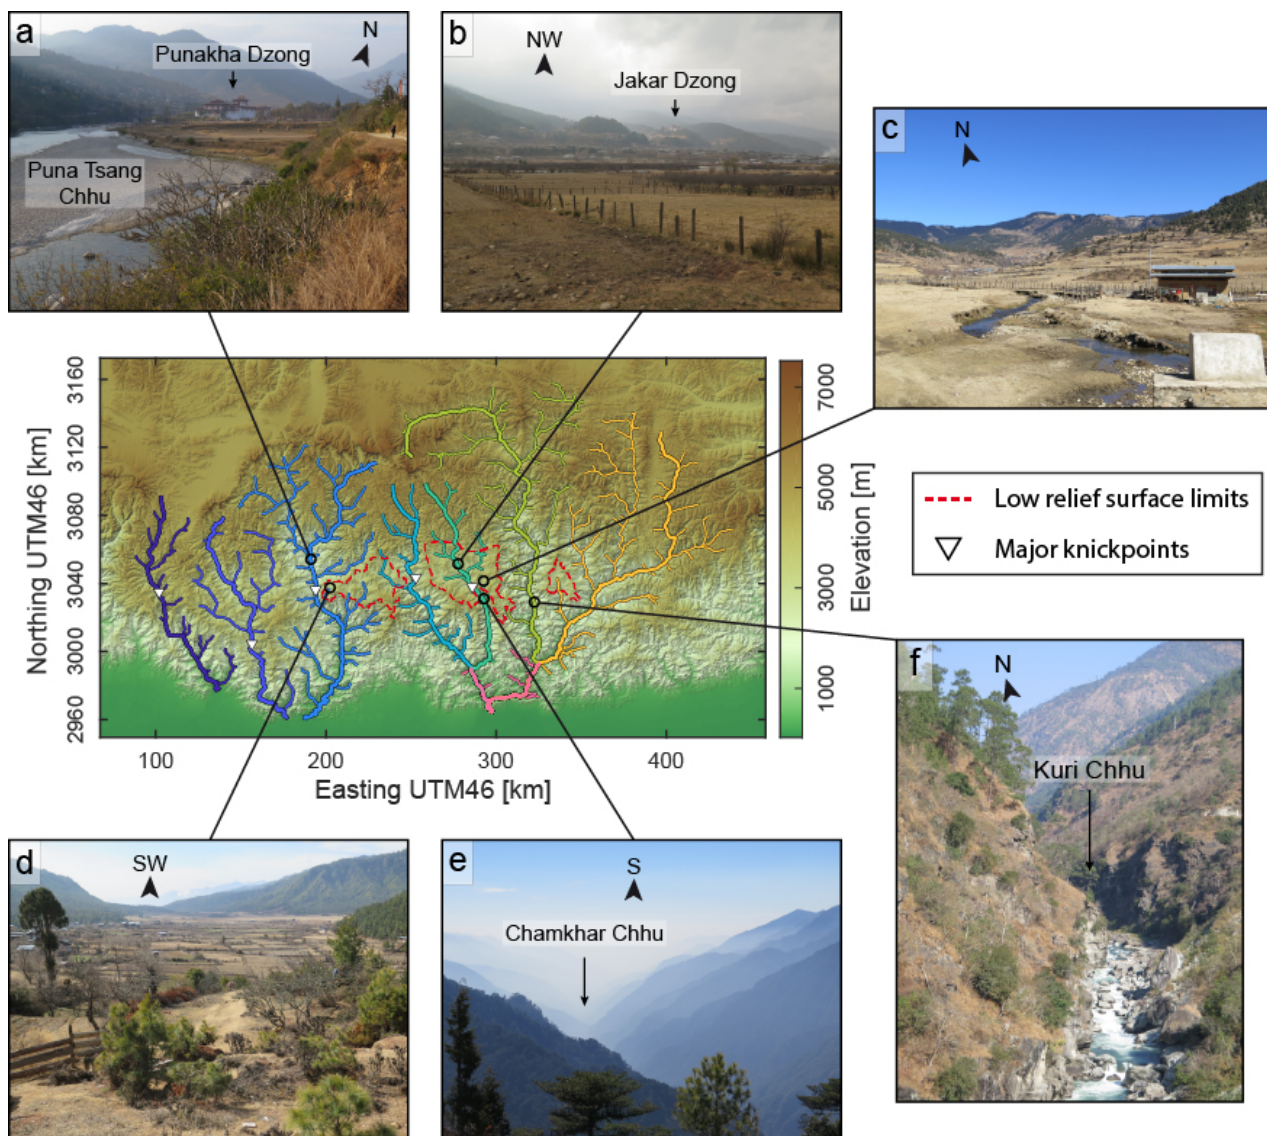 a
N
Punakha Dzong
Puna Tsang
Chhu
b
NW
Jakar Dzong
c
N
3160
3120
3080
3040
3000
2960
Northing UTM46 [km]
100
200
300
400
Easting UTM46 [km]
7000
5000
3000
1000
Elevation [m]
Low relief surface limits
Major knickpoints
d
SW
e
S
Chamkhar Chhu
f
N
Kuri Chhu